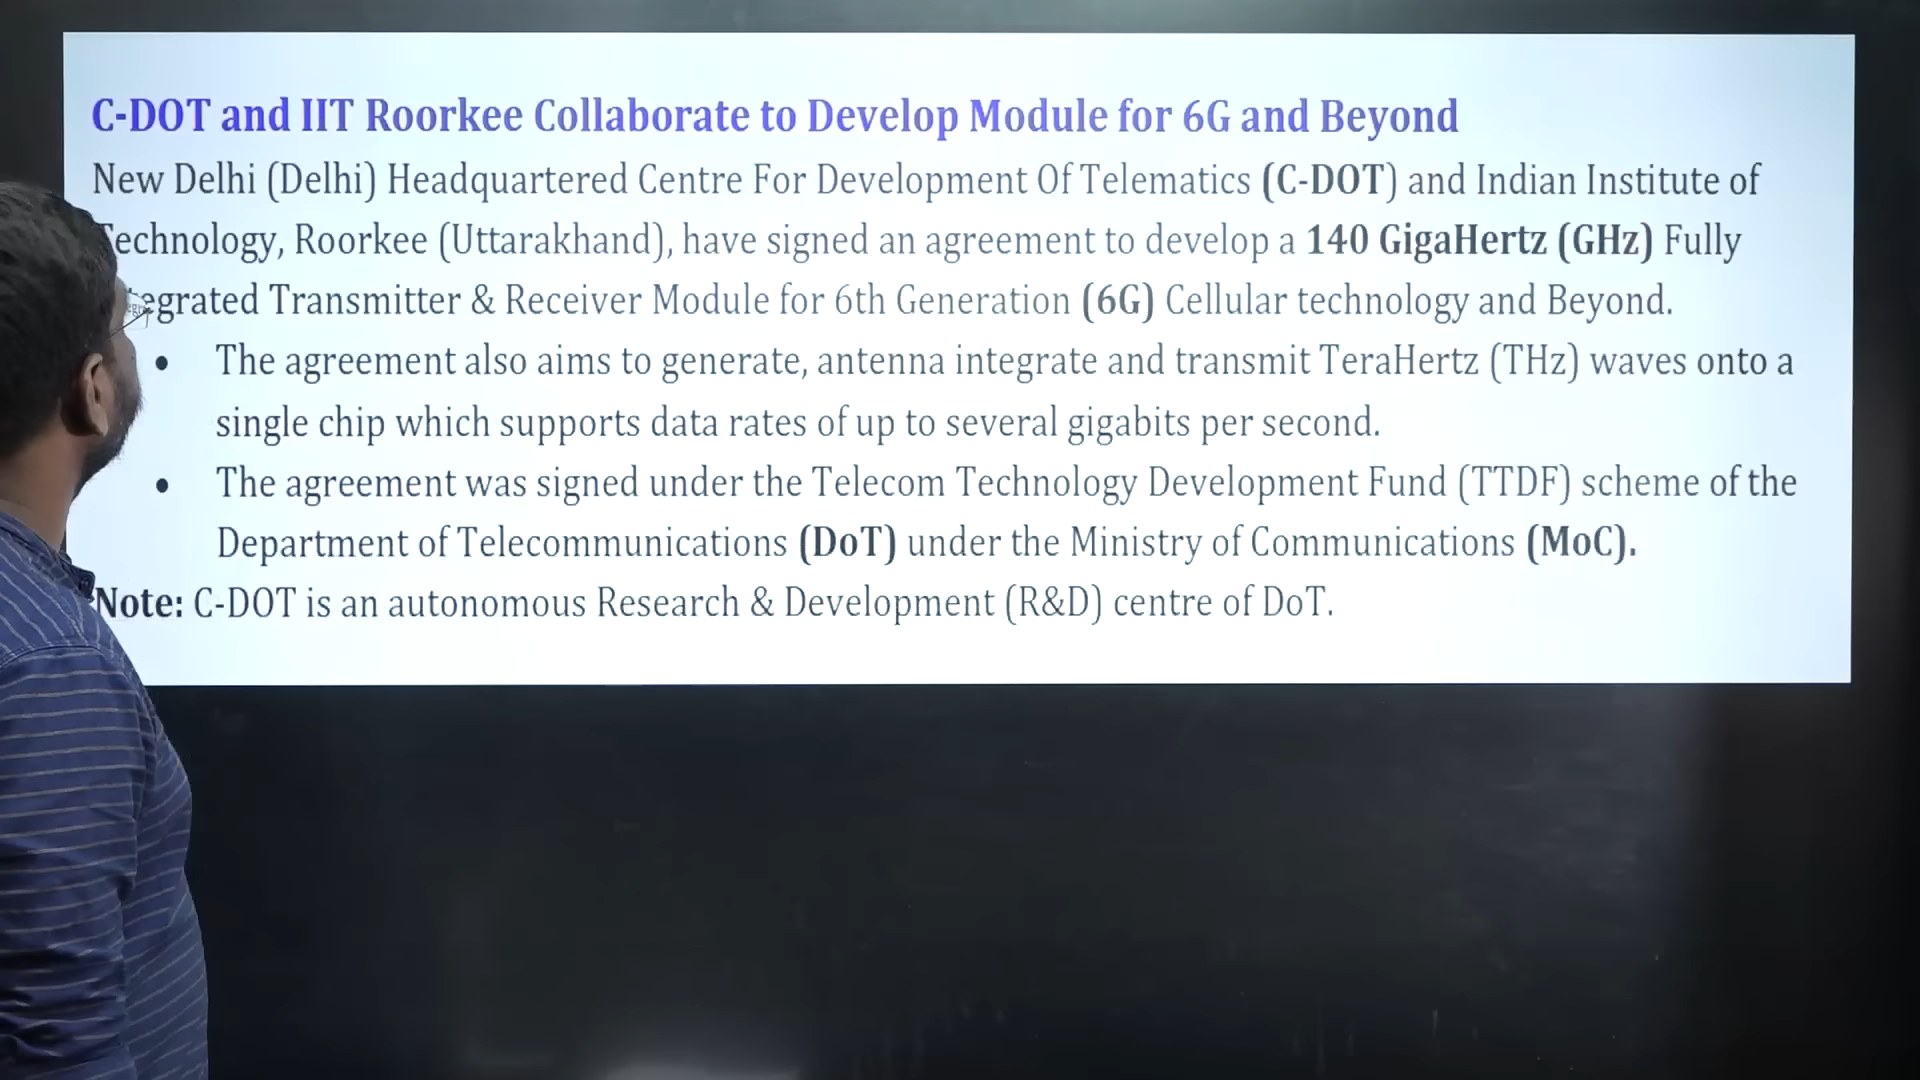 C-DOT and IIT Roorkee Collaborate to Develop Module for 6G and Beyond
New Delhi (Delhi) Headquartered Centre For Development Of Telematics (C-DOT) and Indian Institute of
Technology, Roorkee (Uttarakhand), have signed an agreement to develop a 140 GigaHertz (GHz) Fully
Integrated Transmitter & Receiver Module for 6th Generation (6G) Cellular technology and Beyond.
• The agreement also aims to generate, antenna integrate and transmit TeraHertz (THz) waves onto a
single chip which supports data rates of up to several gigabits per second.
• The agreement was signed under the Telecom Technology Development Fund (TTDF) scheme of the
Department of Telecommunications (DoT) under the Ministry of Communications (MoC).
Note: C-DOT is an autonomous Research & Development (R&D) centre of DoT.